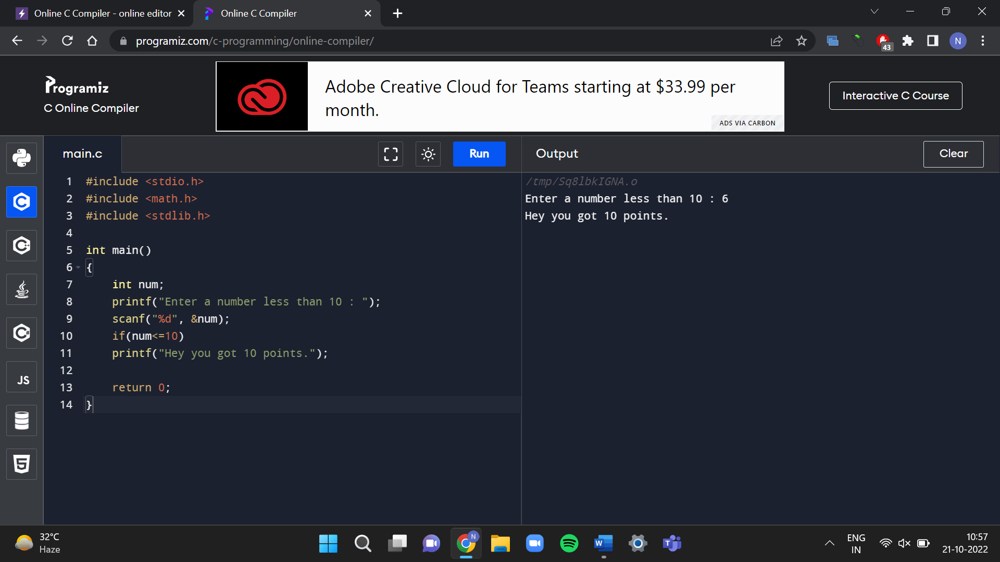 Online C Compiler - online editor
Online C Compiler
programiz.com/c-programming/online-compiler/
43
N
Programiz
C Online Compiler
Adobe Creative Cloud for Teams starting at $33.99 per
month.
ADS VIA CARBON
Interactive C Course
main.c
Run
Output
Clear
1 #include <stdio.h>
2 #include <math.h>
3 #include <stdlib.h>
4
5 int main()
6 {
7 int num;
8 printf("Enter a number less than 10 : ");
9 scanf("%d", &num);
10 if(num<=10)
11 printf("Hey you got 10 points.");
12
13 return 0;
14 }
/tmp/Sq8lbkIGNA.o
Enter a number less than 10 : 6
Hey you got 10 points.
JS
32°C
Haze
N
W
T
ENG
IN
10:57
21-10-2022